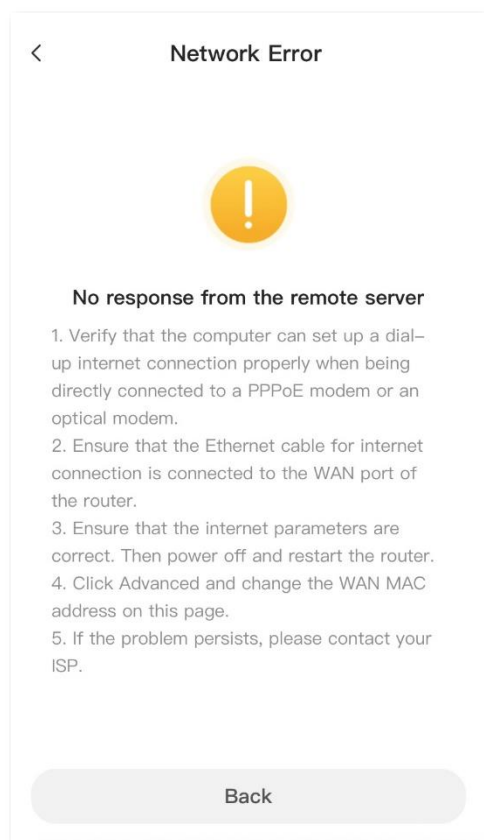 Network Error
No response from the remote server
1. Verify that the computer can set up a dial-
up internet connection properly when being
directly connected to a PPPoE modem or an
optical modem.
2. Ensure that the Ethernet cable for internet
connection is connected to the WAN port of
the router.
3. Ensure that the internet parameters are
correct. Then power off and restart the router.
4. Click Advanced and change the WAN MAC
address on this page.
5. If the problem persists, please contact your
ISP.
Back